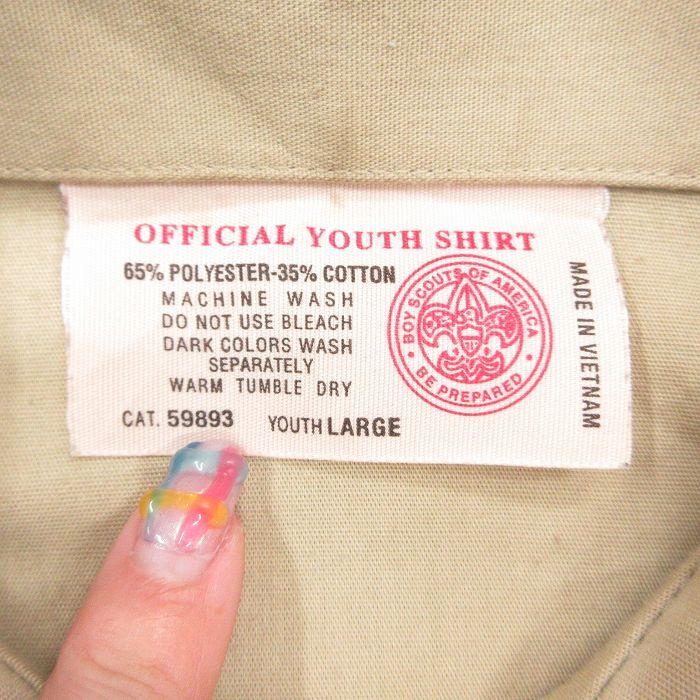 OFFICIAL YOUTH SHIRT
65% POLYESTER-35% COTTON
MACHINE WASH
DO NOT USE BLEACH
DARK COLORS WASH
SEPARATELY
WARM TUMBLE DRY
CAT. 59893 YOUTH LARGE
BOY SCOUTS OF AMERICA
BE PREPARED
MADE IN VIETNAM